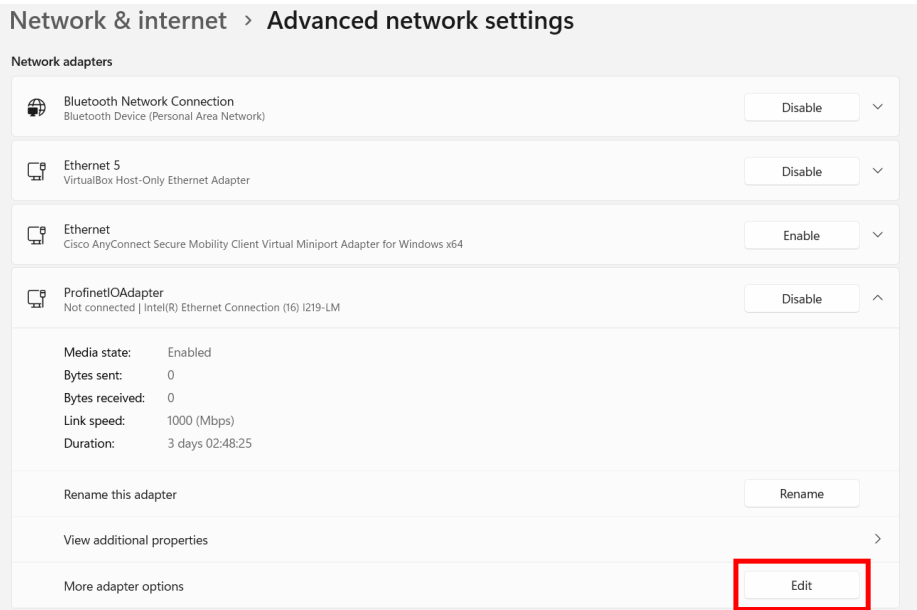 Network & internet > Advanced network settings
Network adapters
Bluetooth Network Connection
Bluetooth Device (Personal Area Network)
Disable
Ethernet 5
VirtualBox Host-Only Ethernet Adapter
Disable
Ethernet
Cisco AnyConnect Secure Mobility Client Virtual Miniport Adapter for Windows x64
Enable
ProfinetIOAdapter
Not connected | Intel(R) Ethernet Connection (16) I219-LM
Disable
Media state: Enabled
Bytes sent: 0
Bytes received: 0
Link speed: 1000 (Mbps)
Duration: 3 days 02:48:25
Rename this adapter
Rename
View additional properties
More adapter options
Edit